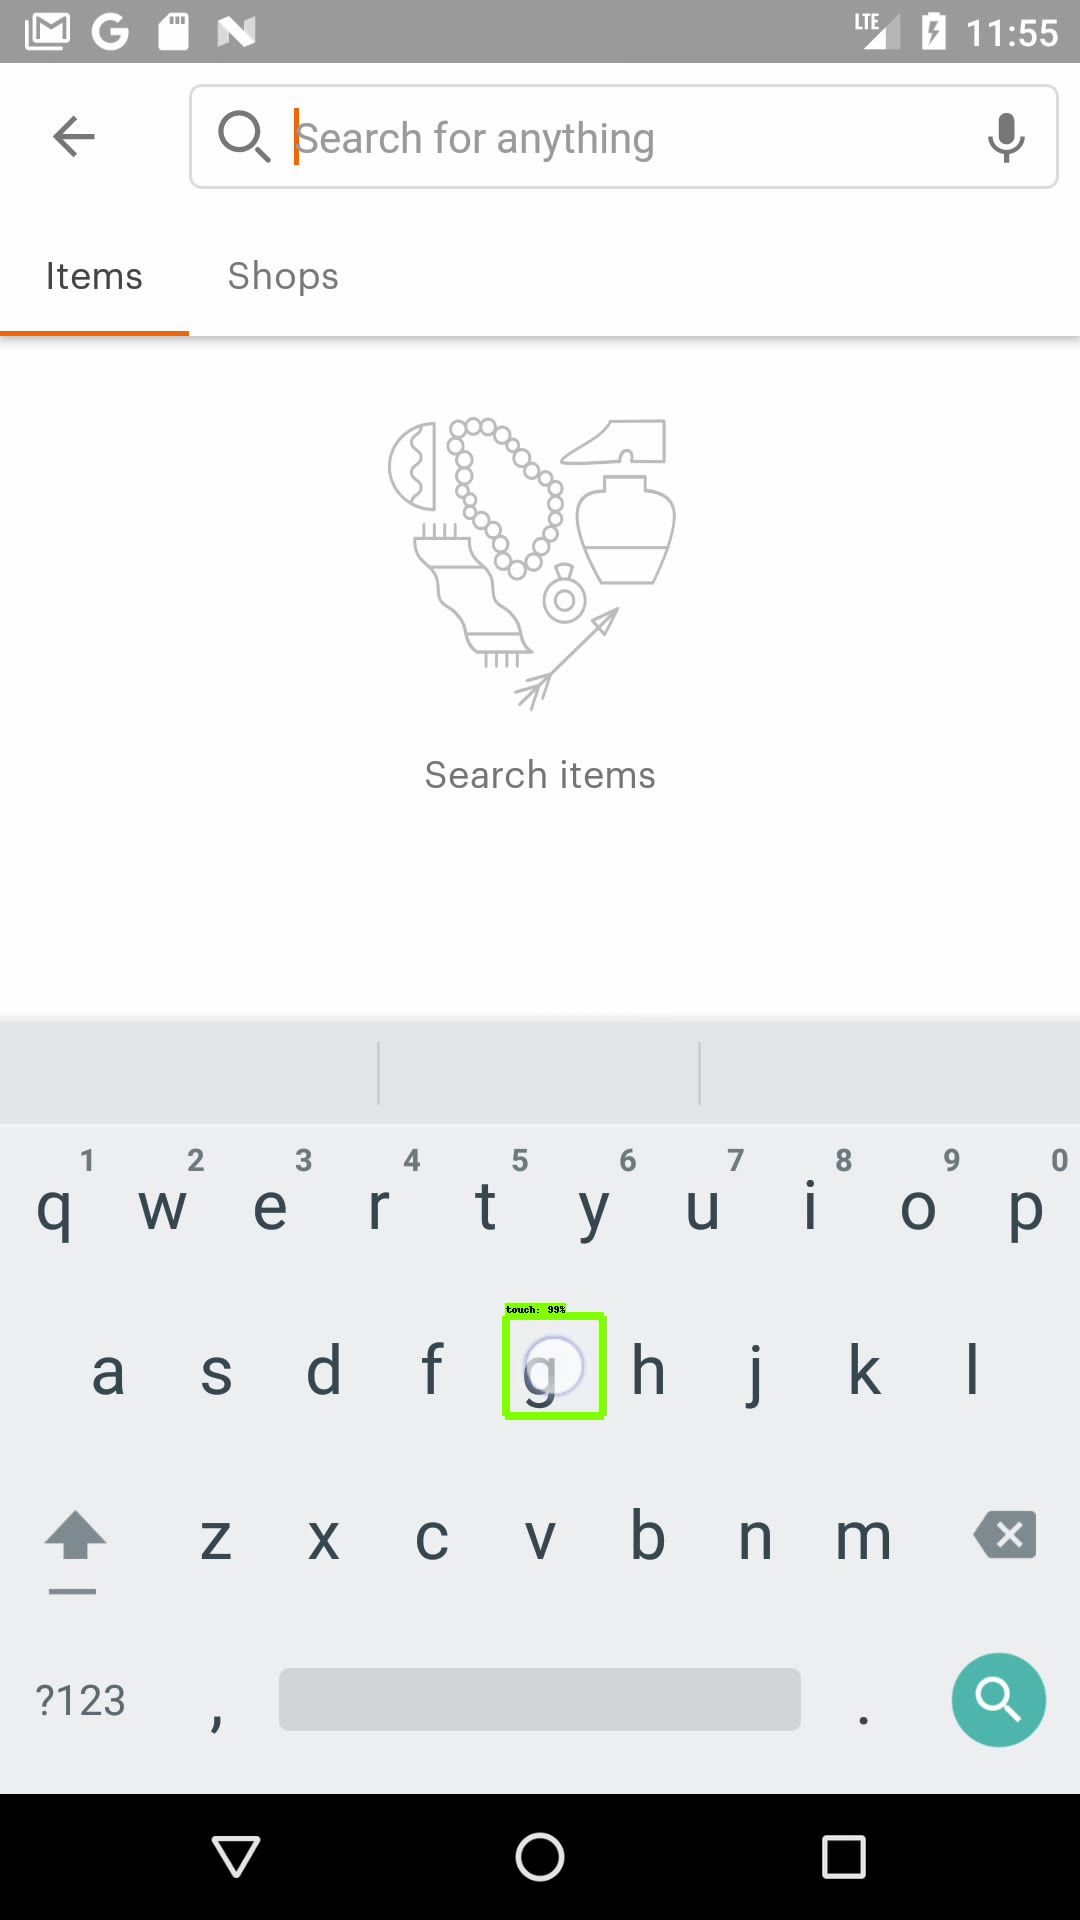 LTE 11:55
Search for anything
Items Shops
Search items
1 2 3 4 5 6 7 8 9 0
q w e r t y u i o p
touch: 99%
a s d f g h j k l
z x c v b n m
?123 , .